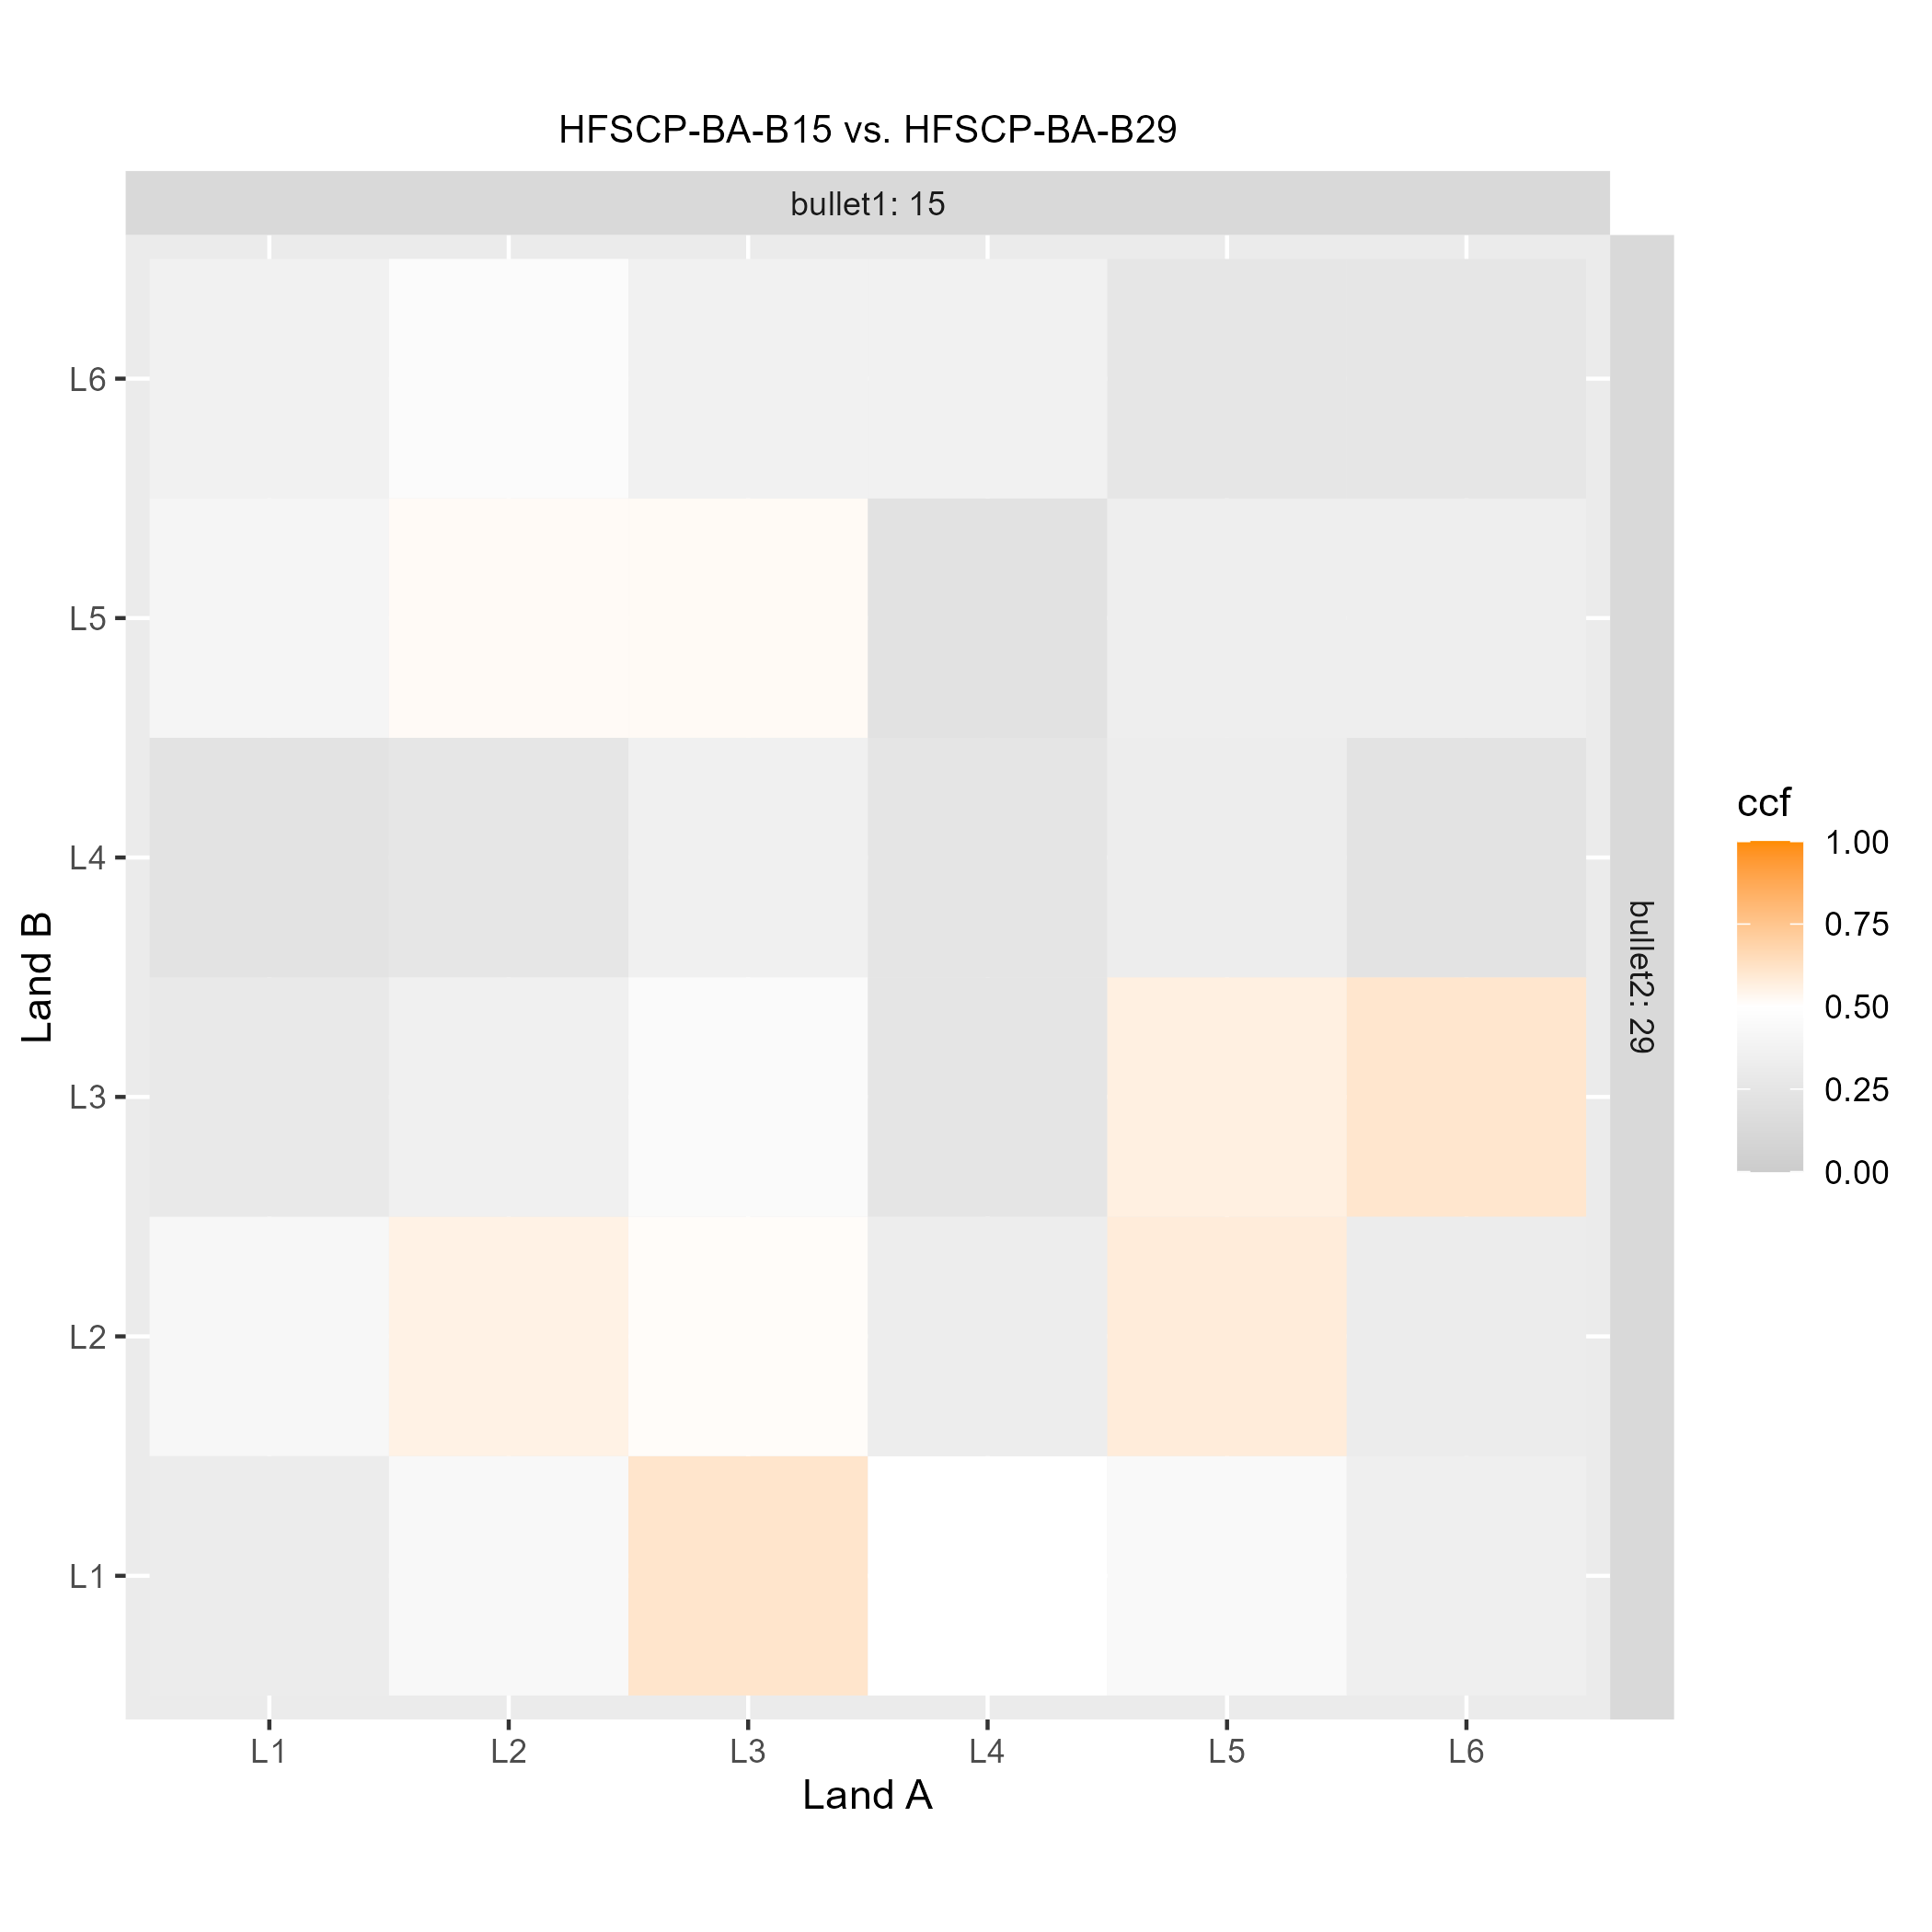 HFSCP-BA-B15 vs. HFSCP-BA-B29
bullet1: 15
L6
L5
L4
L3
L2
L1
Land B
bullet2: 29
L1
L2
L3
L4
L5
L6
Land A
ccf
1.00
0.75
0.50
0.25
0.00